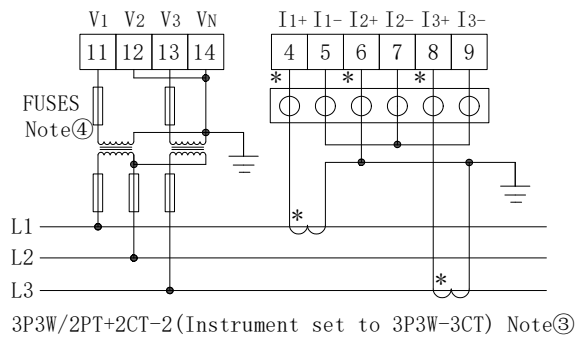 V1 V2 V3 VN I1+ I1- I2+ I2- I3+ I3-
11 12 13 14 4 5 6 7 8 9
* * *
FUSES
Note④
L1 *
L2
L3 *
3P3W/2PT+2CT-2(Instrument set to 3P3W-3CT) Note③